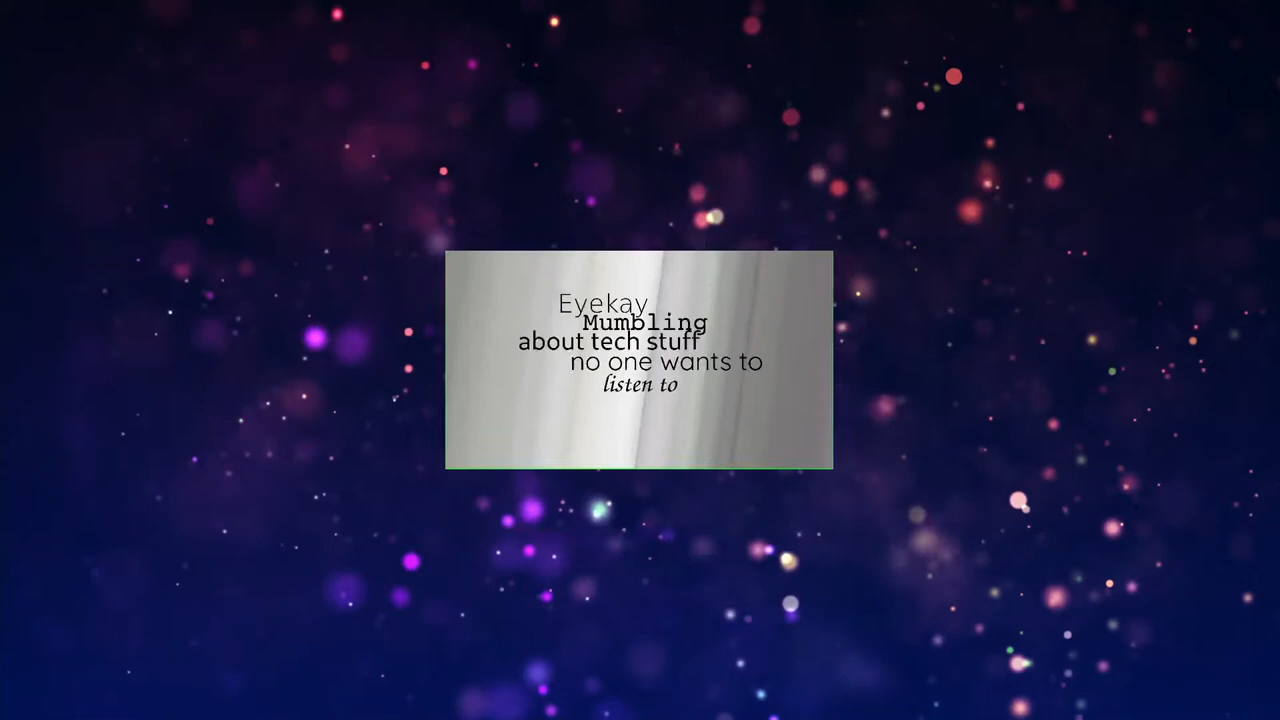 Eyekay
Mumbling
about tech stuff
no one wants to
listen to